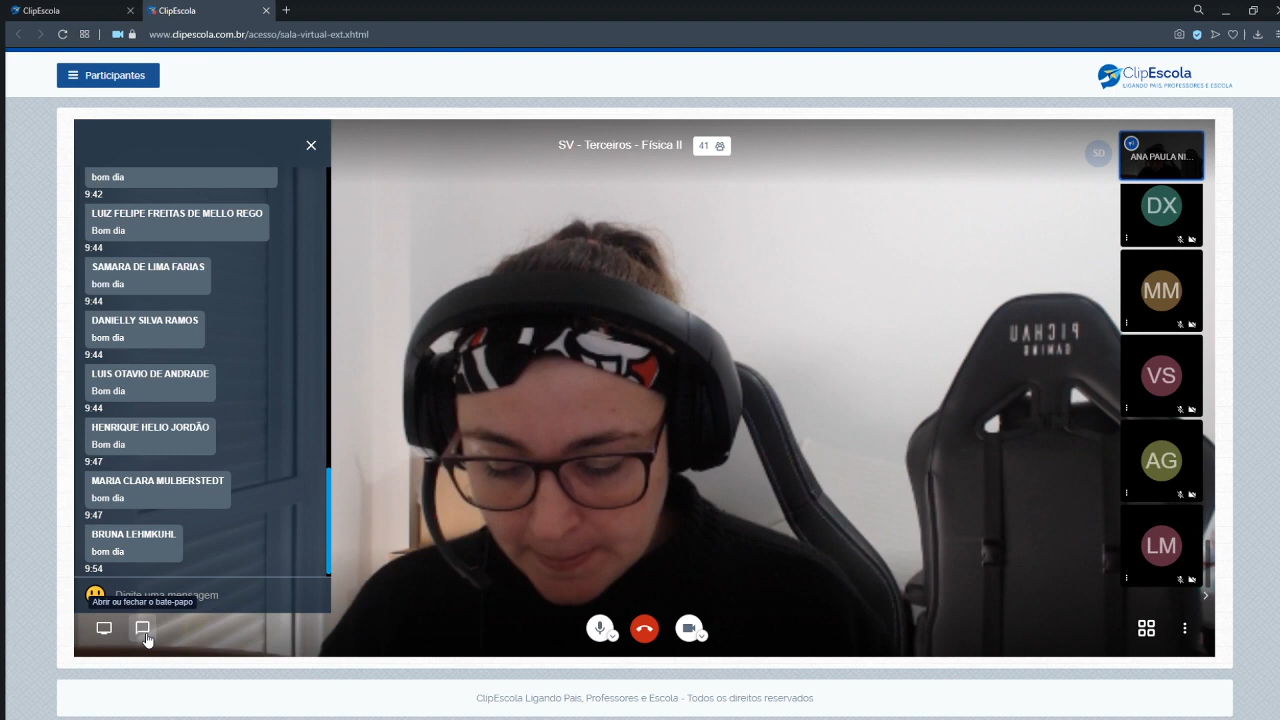 ClipEscola
ClipEscola
www.clipescola.com.br/acesso/sala-virtual-ext.xhtml
Participantes
ClipEscola
LIGANDO PAIS, PROFESSORES E ESCOLA
SV - Terceiros - Física II
41
SD
ANA PAULA NI...
bom dia
9:42
LUIZ FELIPE FREITAS DE MELLO REGO
Bom dia
9:44
SAMARA DE LIMA FARIAS
bom dia
9:44
DANIELLY SILVA RAMOS
bom dia
9:44
LUIS OTAVIO DE ANDRADE
Bom dia
9:44
HENRIQUE HELIO JORDÃO
Bom dia
9:47
MARIA CLARA MULBERSTEDT
bom dia
9:47
BRUNA LEHMKUHL
bom dia
9:54
Digite uma mensagem
Abrir ou fechar o bate-papo
PICHAU
GAMING
DX
MM
VS
AG
LM
ClipEscola Ligando Pais, Professores e Escola - Todos os direitos reservados